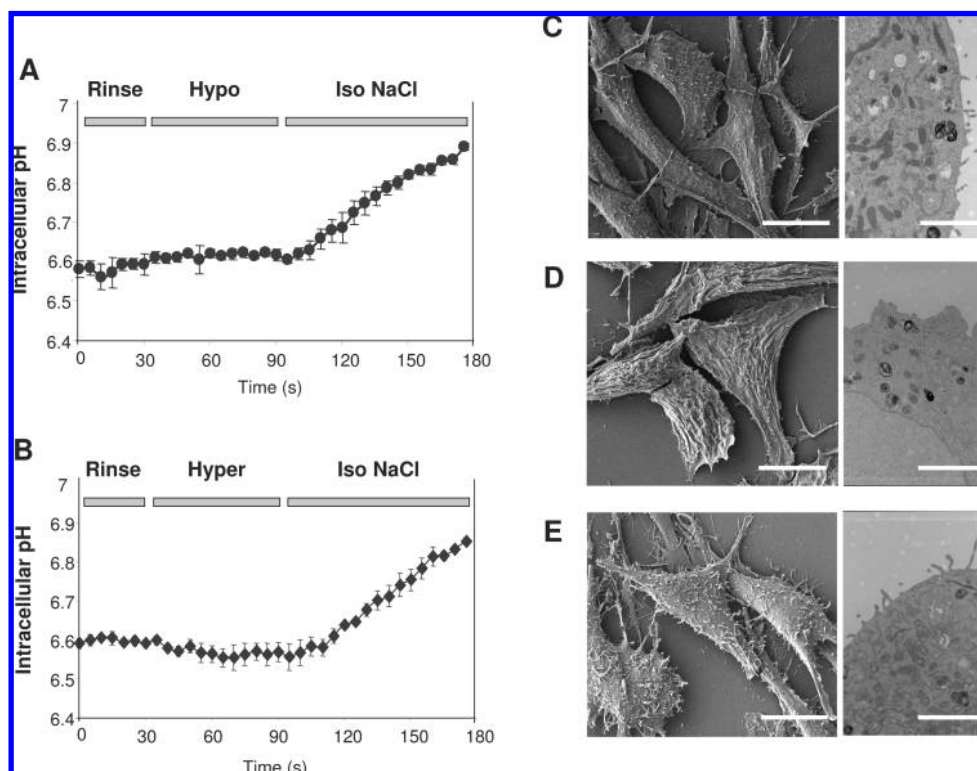 A
Rinse Hypo Iso NaCl
Intracellular pH
7
6.9
6.8
6.7
6.6
6.5
6.4
0 30 60 90 120 150 180
Time (s)
B
Rinse Hyper Iso NaCl
Intracellular pH
7
6.9
6.8
6.7
6.6
6.5
6.4
0 30 60 90 120 150 180
Time (s)
C
D
E